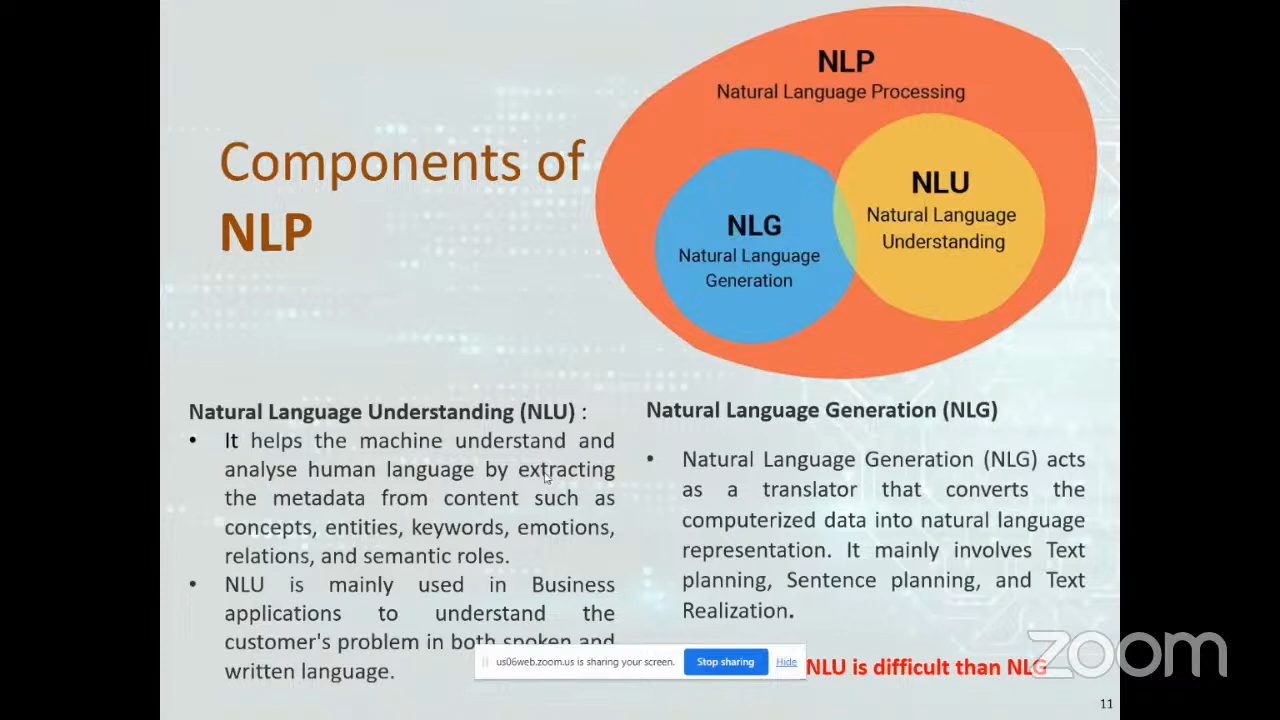 Components of
NLP
NLP
Natural Language Processing
NLG
Natural Language
Generation
NLU
Natural Language
Understanding
Natural Language Understanding (NLU) :
• It helps the machine understand and
analyse human language by extracting
the metadata from content such as
concepts, entities, keywords, emotions,
relations, and semantic roles.
• NLU is mainly used in Business
applications to understand the
customer's problem in both spoken and
written language.
Natural Language Generation (NLG)
• Natural Language Generation (NLG) acts
as a translator that converts the
computerized data into natural language
representation. It mainly involves Text
planning, Sentence planning, and Text
Realization.
us06web.zoom.us is sharing your screen.
Stop sharing
Hide
NLU is difficult than NLG
zoom
11